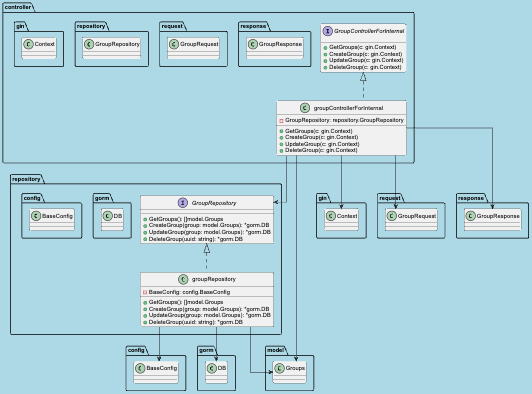 controller
gin
repository
request
response
C Context
C GroupRepository
C GroupRequest
C GroupResponse
I GroupControllerForInternal
GetGroups(c: gin.Context)
CreateGroup(c: gin.Context)
UpdateGroup(c: gin.Context)
DeleteGroup(c: gin.Context)
C groupControllerForInternal
GroupRepository: repository.GroupRepository
GetGroups(c: gin.Context)
CreateGroup(c: gin.Context)
UpdateGroup(c: gin.Context)
DeleteGroup(c: gin.Context)
repository
config
gorm
C BaseConfig
C DB
I GroupRepository
GetGroups(): []model.Groups
CreateGroup(group: model.Groups): *gorm.DB
UpdateGroup(group: model.Groups): *gorm.DB
DeleteGroup(uuid: string): *gorm.DB
gin
request
response
C Context
C GroupRequest
C GroupResponse
C groupRepository
BaseConfig: config.BaseConfig
GetGroups(): []model.Groups
CreateGroup(group: model.Groups): *gorm.DB
UpdateGroup(group: model.Groups): *gorm.DB
DeleteGroup(uuid: string): *gorm.DB
config
gorm
model
C BaseConfig
C DB
C Groups